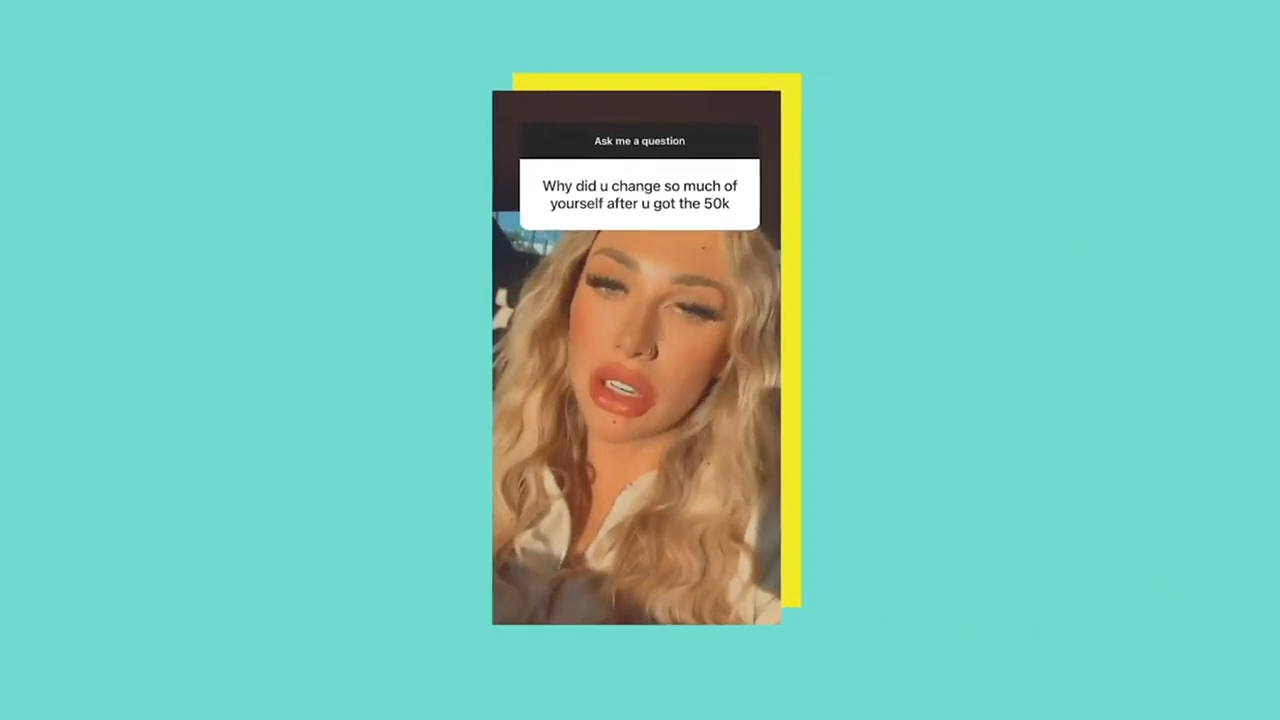 Ask me a question
Why did u change so much of
yourself after u got the 50k